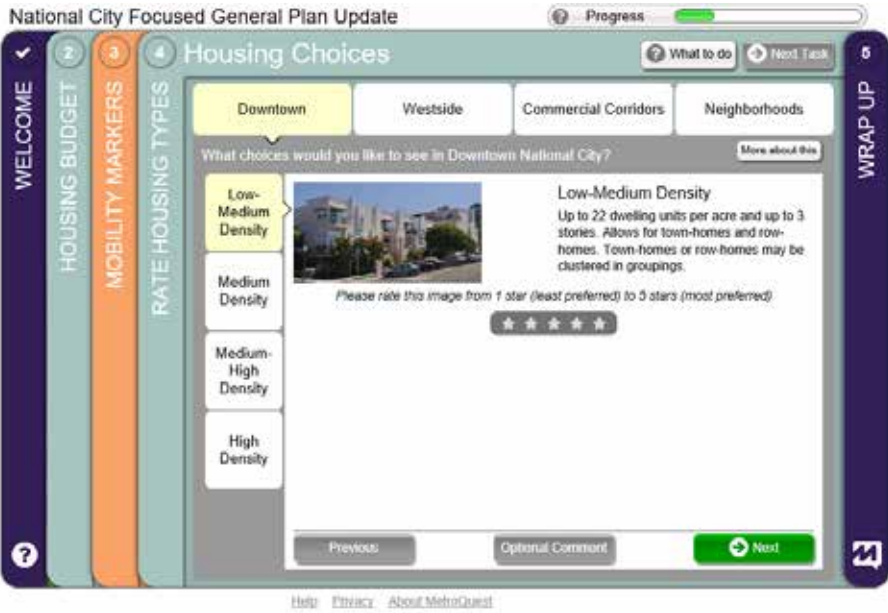 National City Focused General Plan Update
? Progress
WELCOME
?
2
HOUSING BUDGET
3
MOBILITY MARKERS
4
RATE HOUSING TYPES
Housing Choices
? What to do
Next Task
Downtown
Westside
Commercial Corridors
Neighborhoods
What choices would you like to see in Downtown National City?
More about this
Low-
Medium
Density
Medium
Density
Medium-
High
Density
High
Density
Low-Medium Density
Up to 22 dwelling units per acre and up to 3
stories. Allows for town-homes and row-
homes. Town-homes or row-homes may be
clustered in groupings.
Please rate this image from 1 star (least preferred) to 5 stars (most preferred)
Previous
Optional Comment
Next
5
WRAP UP
Help Privacy About MetroQuest